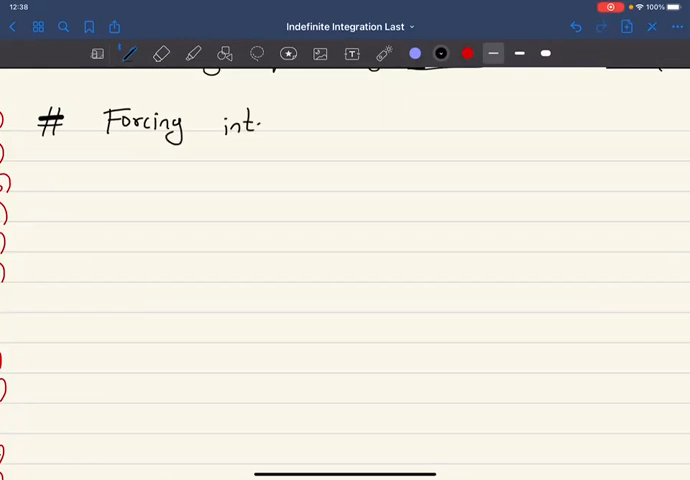 12:38
100%
Indefinite Integration Last
# Forcing int.